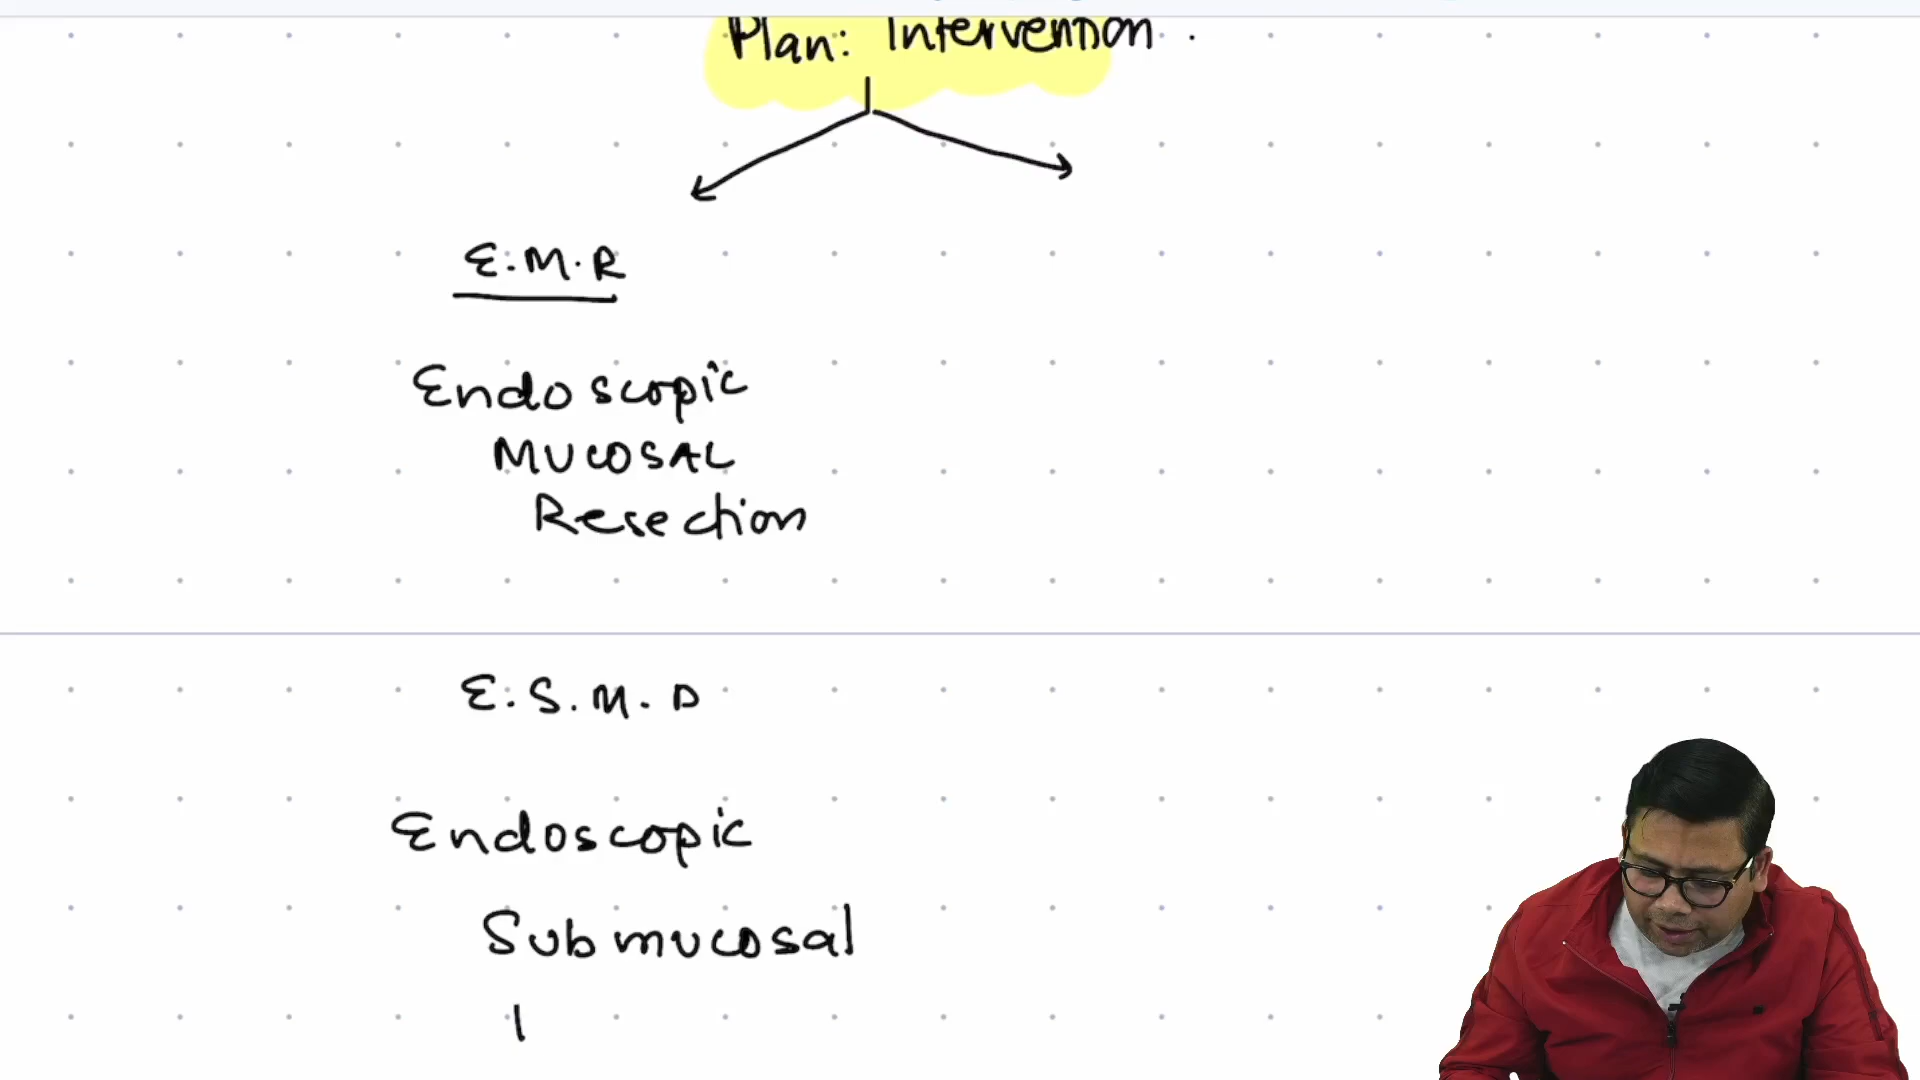 Plan: Intervention.
E.M.R
Endoscopic
MUCOSAL
Resection
E.S.M.D
Endoscopic
Submucosal